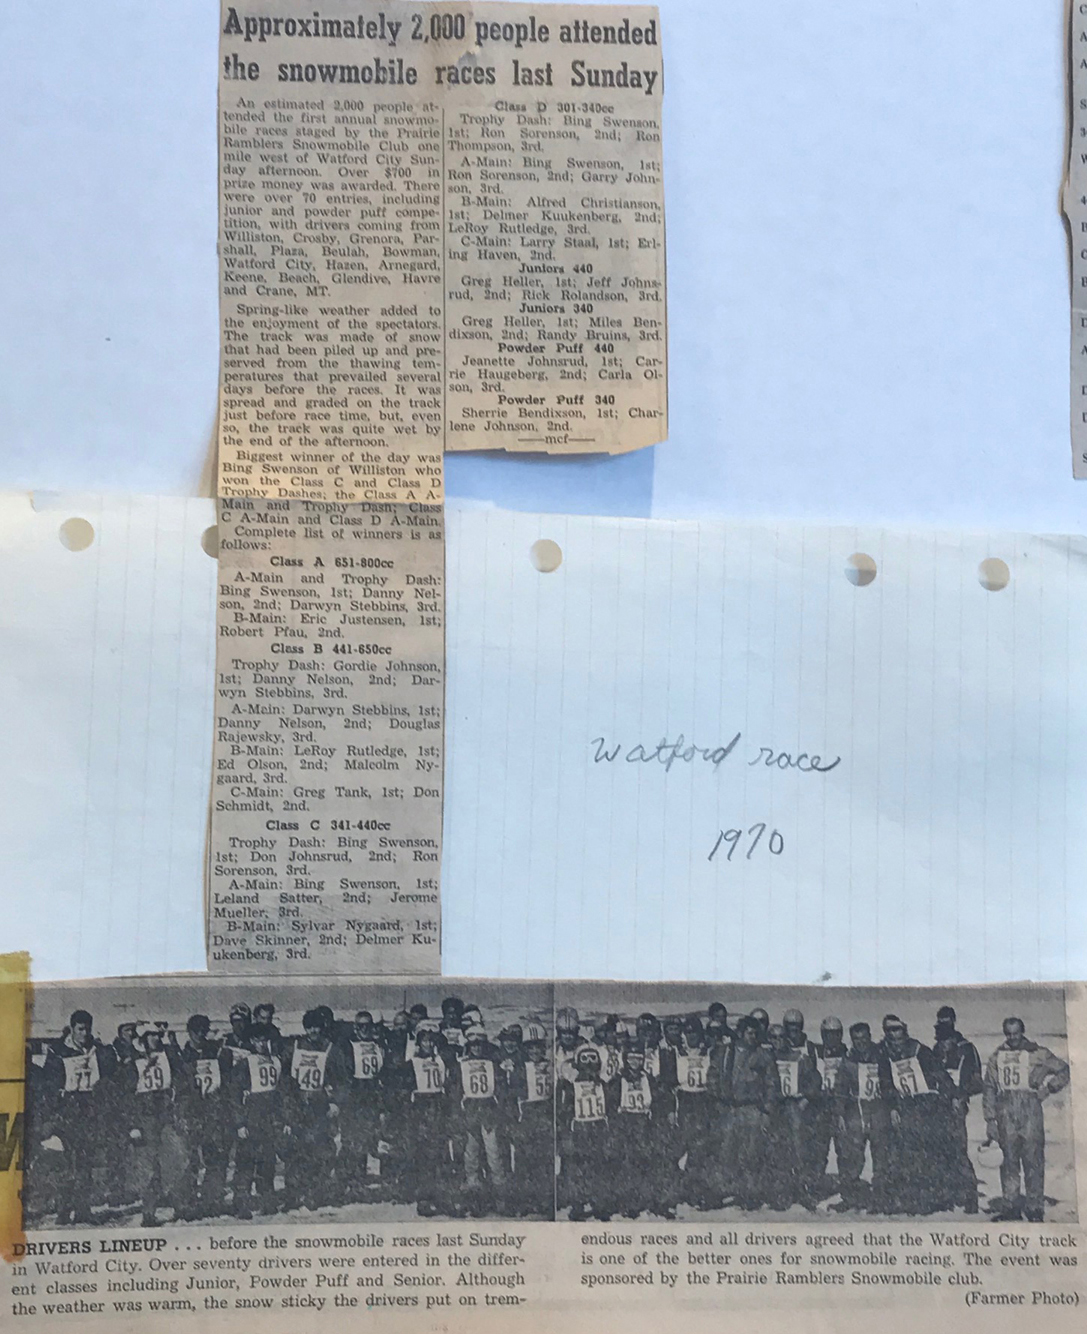 Approximately 2,000 people attended
the snowmobile races last Sunday
An estimated 2,000 people at-
tended the first annual snowmo-
bile races staged by the Prairie
Ramblers Snowmobile Club one
mile west of Watford City Sun-
day afternoon. Over $700 in
prize money was awarded. There
were over 70 entries, including
junior and powder puff compe-
tition, with drivers coming from
Williston, Crosby, Grenora, Par-
shall, Plaza, Beulah, Bowman,
Watford City, Hazen, Arnegard,
Keene, Beach, Glendive, Havre
and Crane, MT.
Spring-like weather added to
the enjoyment of the spectators.
The track was made of snow
that had been piled up and pre-
served from the thawing tem-
peratures that prevailed several
days before the races. It was
spread and graded on the track
just before race time, but, even
so, the track was quite wet by
the end of the afternoon.
Biggest winner of the day was
Bing Swenson of Williston who
won the Class C and Class D
Trophy Dashes; the Class A A-
Main and Trophy Dash; Class
C A-Main and Class D A-Main.
Complete list of winners is as
follows:
Class A 651-800cc
A-Main and Trophy Dash:
Bing Swenson, 1st; Danny Nel-
son, 2nd; Darwyn Stebbins, 3rd.
B-Main: Eric Justensen, 1st;
Robert Pfau, 2nd.
Class B 441-650cc
Trophy Dash: Gordie Johnson,
1st; Danny Nelson, 2nd; Dar-
wyn Stebbins, 3rd.
A-Main: Darwyn Stebbins, 1st;
Danny Nelson, 2nd; Douglas
Rajewsky, 3rd.
B-Main: LeRoy Rutledge, 1st;
Ed Olson, 2nd; Malcolm Ny-
gaard, 3rd.
C-Main: Greg Tank, 1st; Don
Schmidt, 2nd.
Class C 341-440cc
Trophy Dash: Bing Swenson,
1st; Don Johnsrud, 2nd; Ron
Sorenson, 3rd.
A-Main: Bing Swenson, 1st;
Leland Satter, 2nd; Jerome
Mueller, 3rd.
B-Main: Sylvar Nygaard, 1st;
Dave Skinner, 2nd; Delmer Ku-
ukenberg, 3rd.
Class D 301-340cc
Trophy Dash: Bing Swenson,
1st; Ron Sorenson, 2nd; Ron
Thompson, 3rd.
A-Main: Bing Swenson, 1st;
Ron Sorenson, 2nd; Garry John-
son, 3rd.
B-Main: Alfred Christianson,
1st; Delmer Kuukenberg, 2nd;
LeRoy Rutledge, 3rd.
C-Main: Larry Staal, 1st; Erl-
ing Haven, 2nd.
Juniors 440
Greg Heller, 1st; Jeff Johns-
rud, 2nd; Rick Rolandson, 3rd.
Juniors 340
Greg Heller, 1st; Miles Ben-
dixson, 2nd; Randy Bruins, 3rd.
Powder Puff 440
Jeanette Johnsrud, 1st; Car-
rie Haugeberg, 2nd; Carla Ol-
son, 3rd.
Powder Puff 340
Sherrie Bendixson, 1st; Char-
lene Johnson, 2nd.
——mcf——
Watford race
1970
77 59 92 99 49 69 70 68 55 115 93 61 6 5 67 85
DRIVERS LINEUP . . . before the snowmobile races last Sunday
in Watford City. Over seventy drivers were entered in the differ-
ent classes including Junior, Powder Puff and Senior. Although
the weather was warm, the snow sticky the drivers put on trem-
endous races and all drivers agreed that the Watford City track
is one of the better ones for snowmobile racing. The event was
sponsored by the Prairie Ramblers Snowmobile club.
(Farmer Photo)